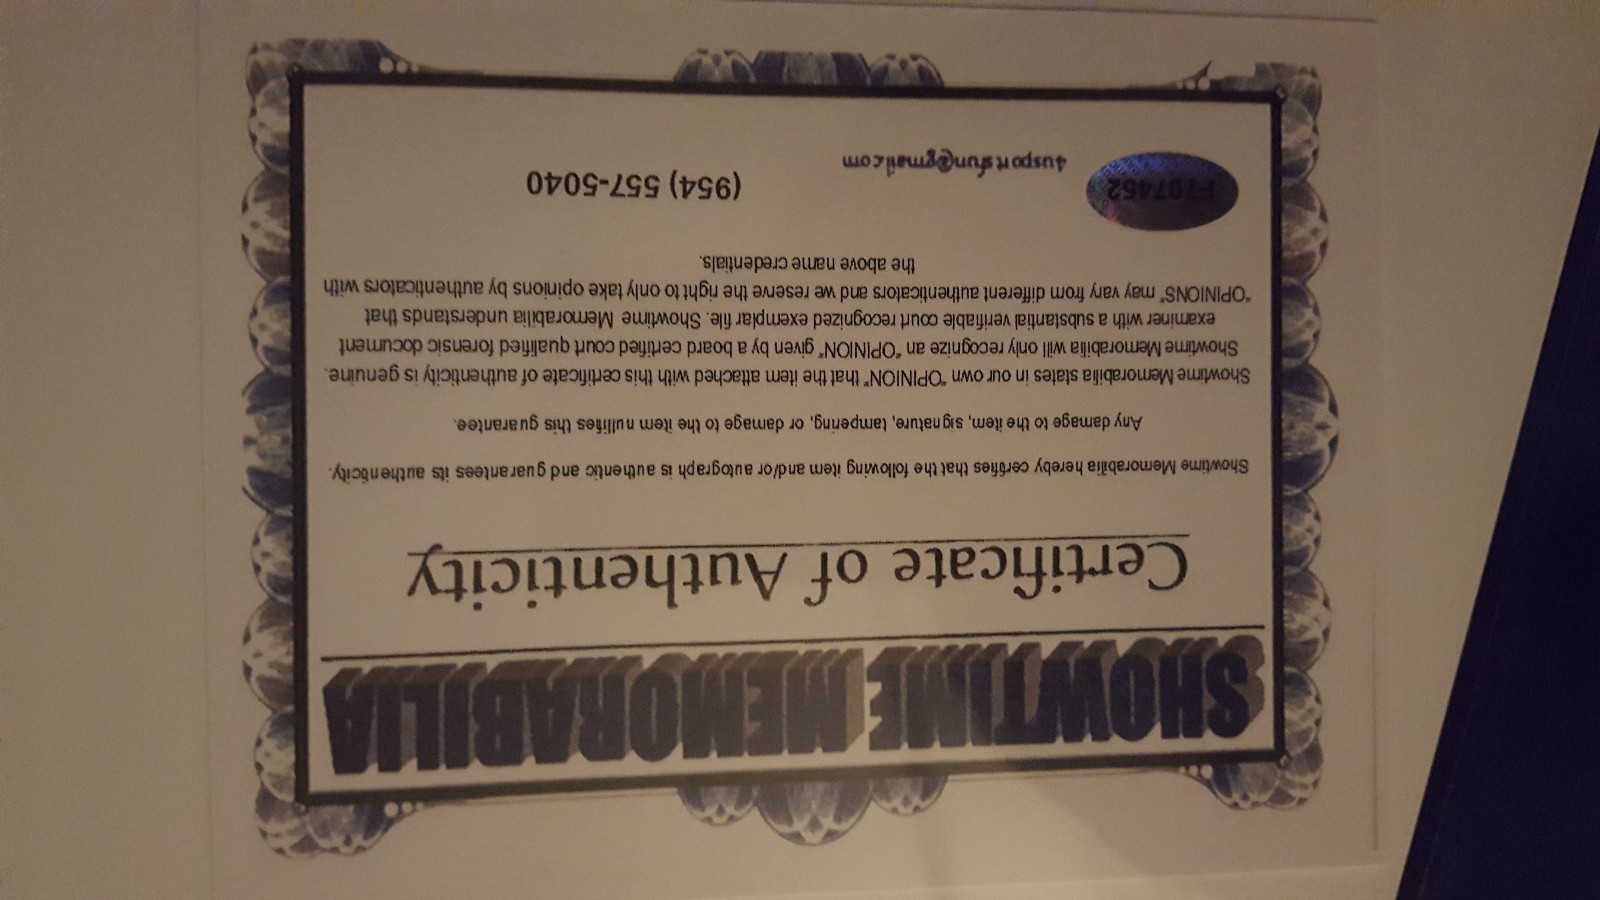 SHOWTIME MEMORABILIA
Certificate of Authenticity
Showtime Memorabilia hereby certifies that the following item and/or autograph is authentic and guarantees its authenticity.
Any damage to the item, signature, tampering, or damage to the item nullifies this guarantee.
Showtime Memorabilia states in our own "OPINION" that the item attached with this certificate of authenticity is genuine.
Showtime Memorabilia will only recognize an "OPINION" given by a board certified court qualified forensic document
examiner with a substantial verifiable court recognized exemplar file. Showtime Memorabilia understands that
"OPINIONS" may vary from different authenticators and we reserve the right to only take opinions by authenticators with
the above name credentials.
F707452
4usportsfun@gmail.com
(954) 557-5040